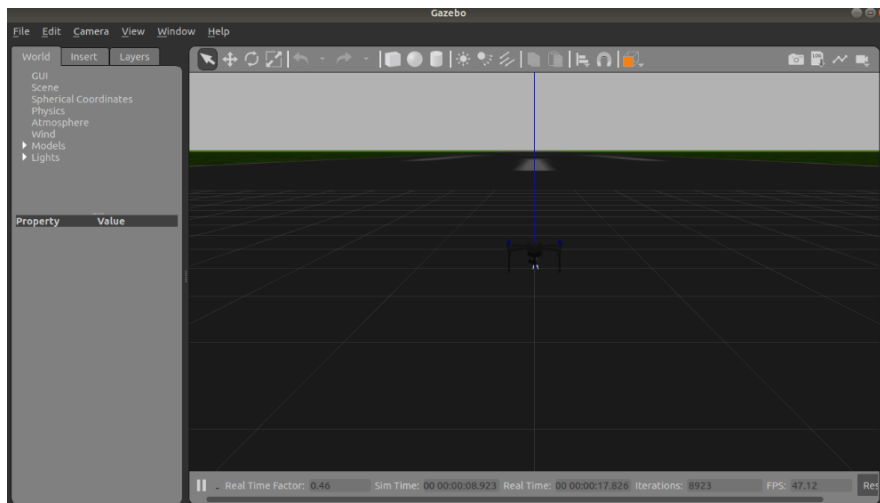 Gazebo
File Edit Camera View Window Help
World Insert Layers
GUI
Scene
Spherical Coordinates
Physics
Atmosphere
Wind
Models
Lights
Property Value
Real Time Factor: 0.46 Sim Time: 00 00:00:08.923 Real Time: 00 00:00:17.826 Iterations: 8923 FPS: 47.12 Res